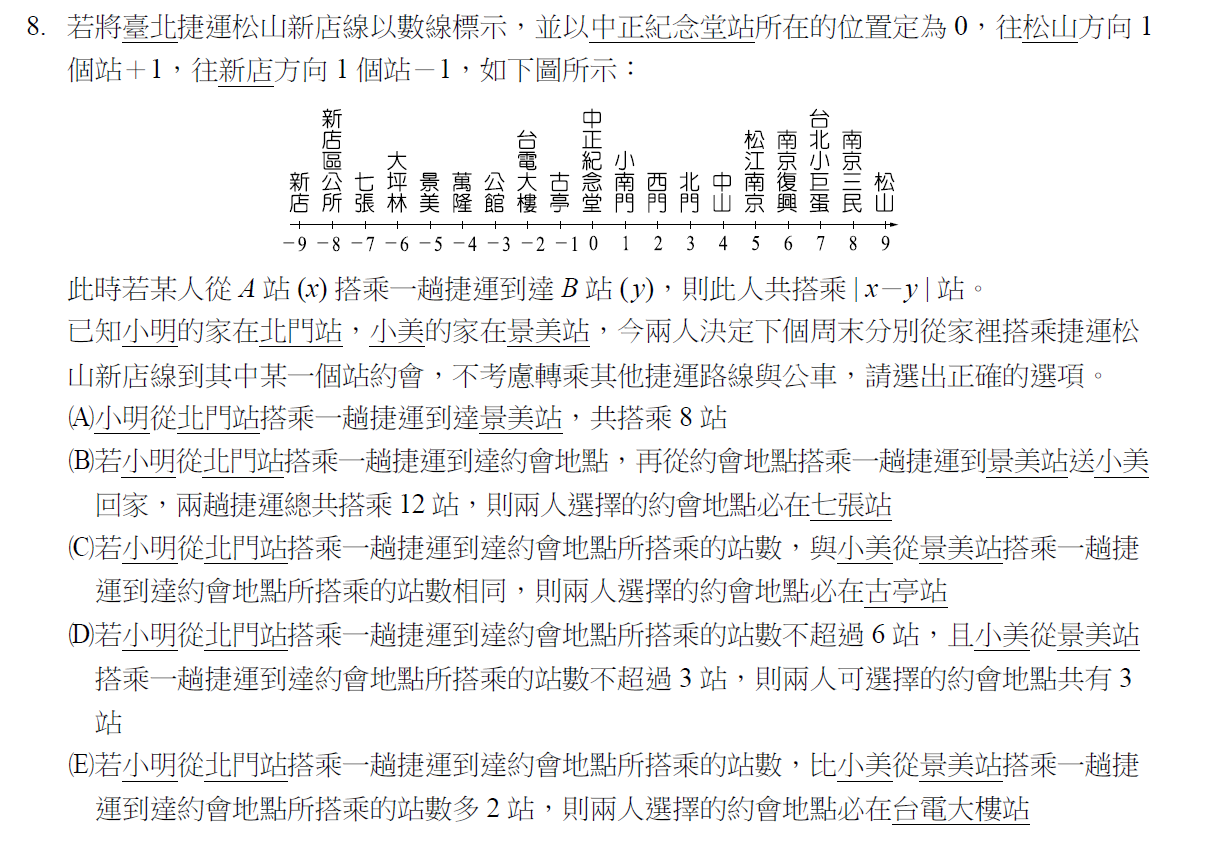 8. 若將臺北捷運松山新店線以數線標示，並以中正紀念堂站所在的位置定為 0，往松山方向 1
個站＋1，往新店方向 1 個站－1，如下圖所示：
新店 新店區公所 七張 大坪林 景美 萬隆 公館 台電大樓 古亭 中正紀念堂 小南門 西門 北門 中山 松江南京 南京復興 台北小巨蛋 南京三民 松山
－9 －8 －7 －6 －5 －4 －3 －2 －1 0 1 2 3 4 5 6 7 8 9
此時若某人從 A 站 (x) 搭乘一趟捷運到達 B 站 (y)，則此人共搭乘 | x－y | 站。
已知小明的家在北門站，小美的家在景美站，今兩人決定下個周末分別從家裡搭乘捷運松
山新店線到其中某一個站約會，不考慮轉乘其他捷運路線與公車，請選出正確的選項。
(A)小明從北門站搭乘一趟捷運到達景美站，共搭乘 8 站
(B)若小明從北門站搭乘一趟捷運到達約會地點，再從約會地點搭乘一趟捷運到景美站送小美
回家，兩趟捷運總共搭乘 12 站，則兩人選擇的約會地點必在七張站
(C)若小明從北門站搭乘一趟捷運到達約會地點所搭乘的站數，與小美從景美站搭乘一趟捷
運到達約會地點所搭乘的站數相同，則兩人選擇的約會地點必在古亭站
(D)若小明從北門站搭乘一趟捷運到達約會地點所搭乘的站數不超過 6 站，且小美從景美站
搭乘一趟捷運到達約會地點所搭乘的站數不超過 3 站，則兩人可選擇的約會地點共有 3
站
(E)若小明從北門站搭乘一趟捷運到達約會地點所搭乘的站數，比小美從景美站搭乘一趟捷
運到達約會地點所搭乘的站數多 2 站，則兩人選擇的約會地點必在台電大樓站